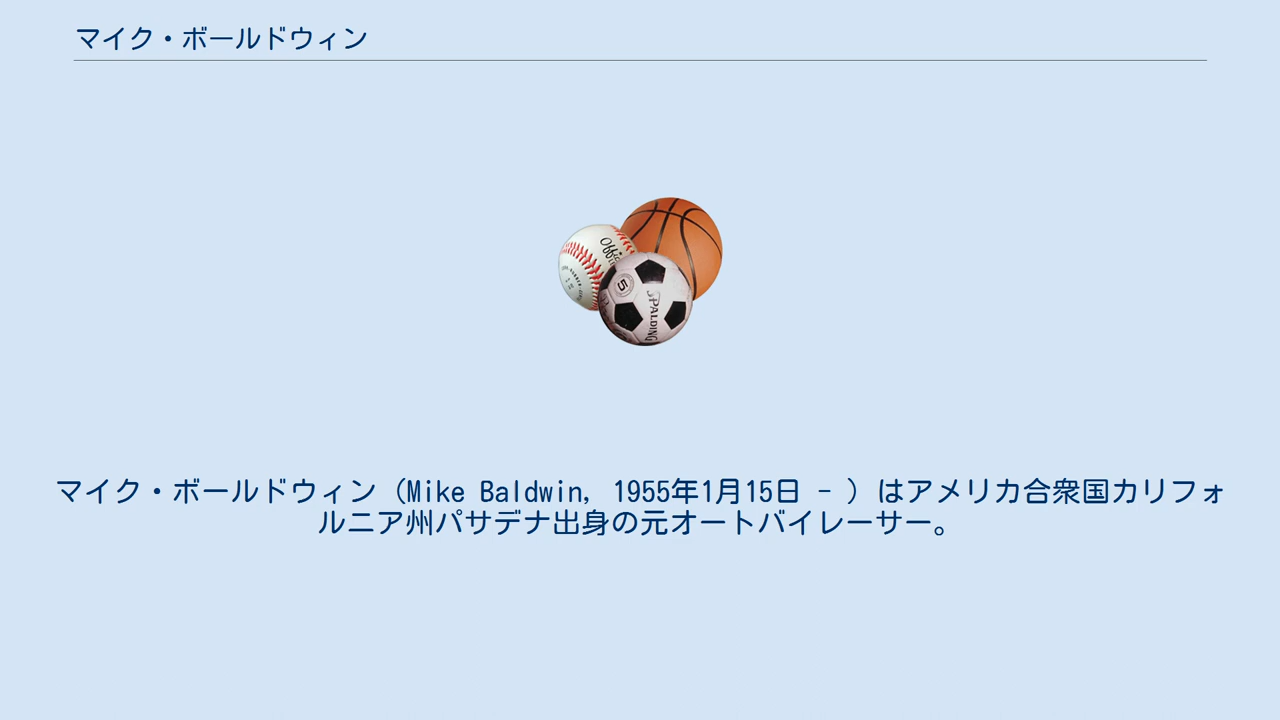 マイク・ボールドウィン
Offici
5
SPALDING
マイク・ボールドウィン（Mike Baldwin, 1955年1月15日 - ）はアメリカ合衆国カリフォ
ルニア州パサデナ出身の元オートバイレーサー。